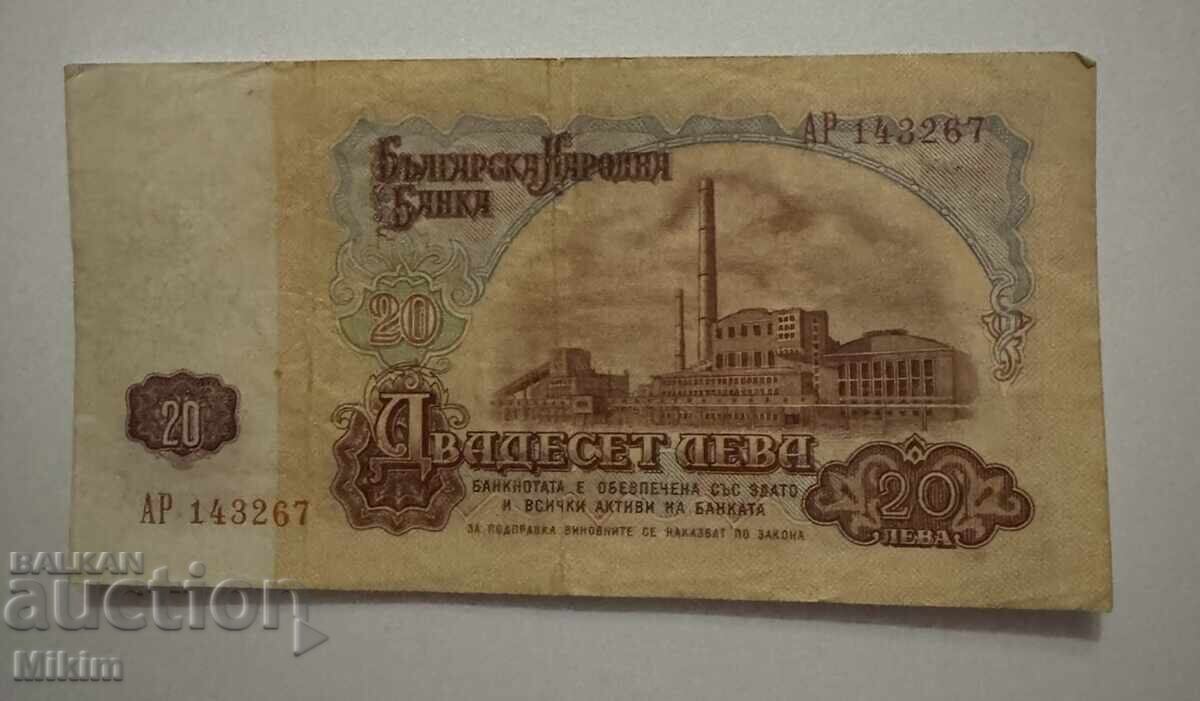 АР 143267
БЪЛГАРСКА НАРОДНА
БАНКА
20
20
ДВАДЕСЕТ ЛЕВА
БАНКНОТАТА Е ОБЕЗПЕЧЕНА СЪС ЗЛАТО
И ВСИЧКИ АКТИВИ НА БАНКАТА
ЗА ПОДПРАВКА ВИНОВНИТЕ СЕ НАКАЗВАТ ПО ЗАКОНА
20
ЛЕВА
АР 143267
BALKAN
auction
Mikim